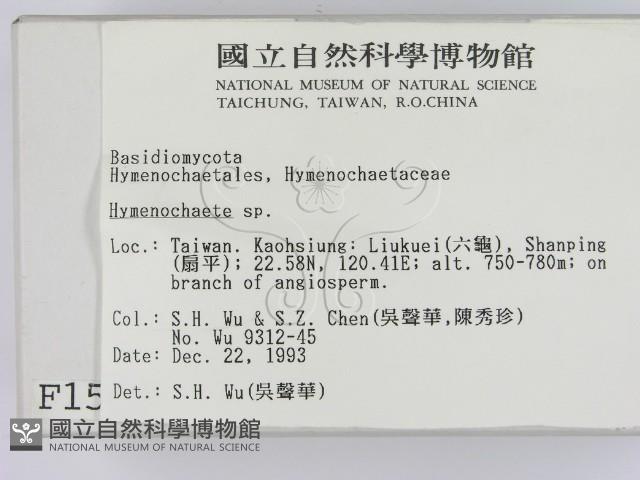 國立自然科學博物館
NATIONAL MUSEUM OF NATURAL SCIENCE
TAICHUNG, TAIWAN, R.O.CHINA
Basidiomycota
Hymenochaetales, Hymenochaetaceae
Hymenochaete sp.
Loc.: Taiwan. Kaohsiung: Liukuei(六龜), Shanping
(扇平); 22.58N, 120.41E; alt. 750-780m; on
branch of angiosperm.
Col.: S.H. Wu & S.Z. Chen(吳聲華,陳秀珍)
No. Wu 9312-45
Date: Dec. 22, 1993
Det.: S.H. Wu(吳聲華)
F15
國立自然科學博物館
NATIONAL MUSEUM OF NATURAL SCIENCE